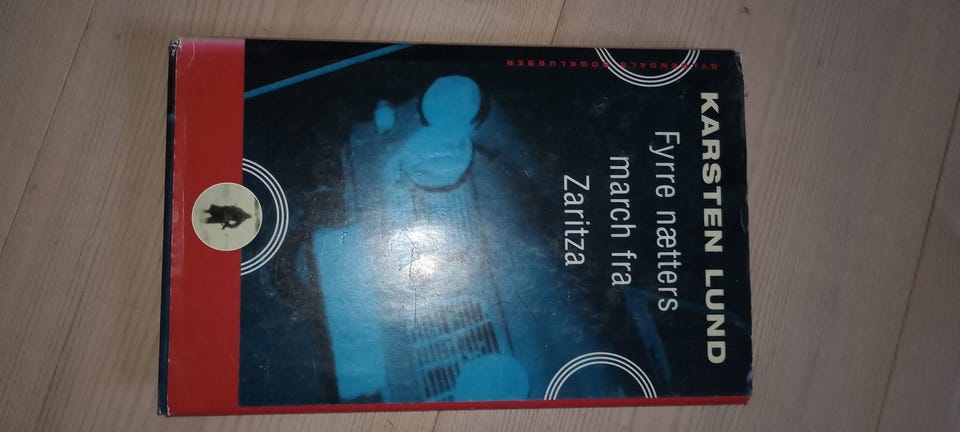 KARSTEN LUND
Fyrre nætters
march fra
Zaritza
GYLDENDALS BOGKLUBBER